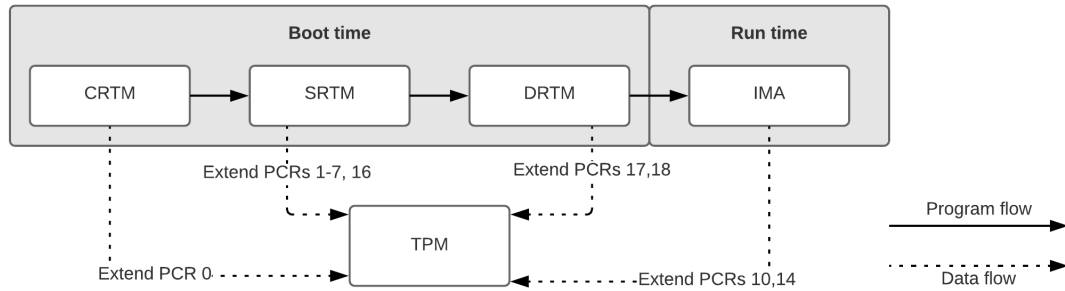 Boot time
Run time
CRTM
SRTM
DRTM
IMA
Extend PCRs 1-7, 16
Extend PCRs 17,18
Program flow
TPM
Extend PCR 0
Extend PCRs 10,14
Data flow